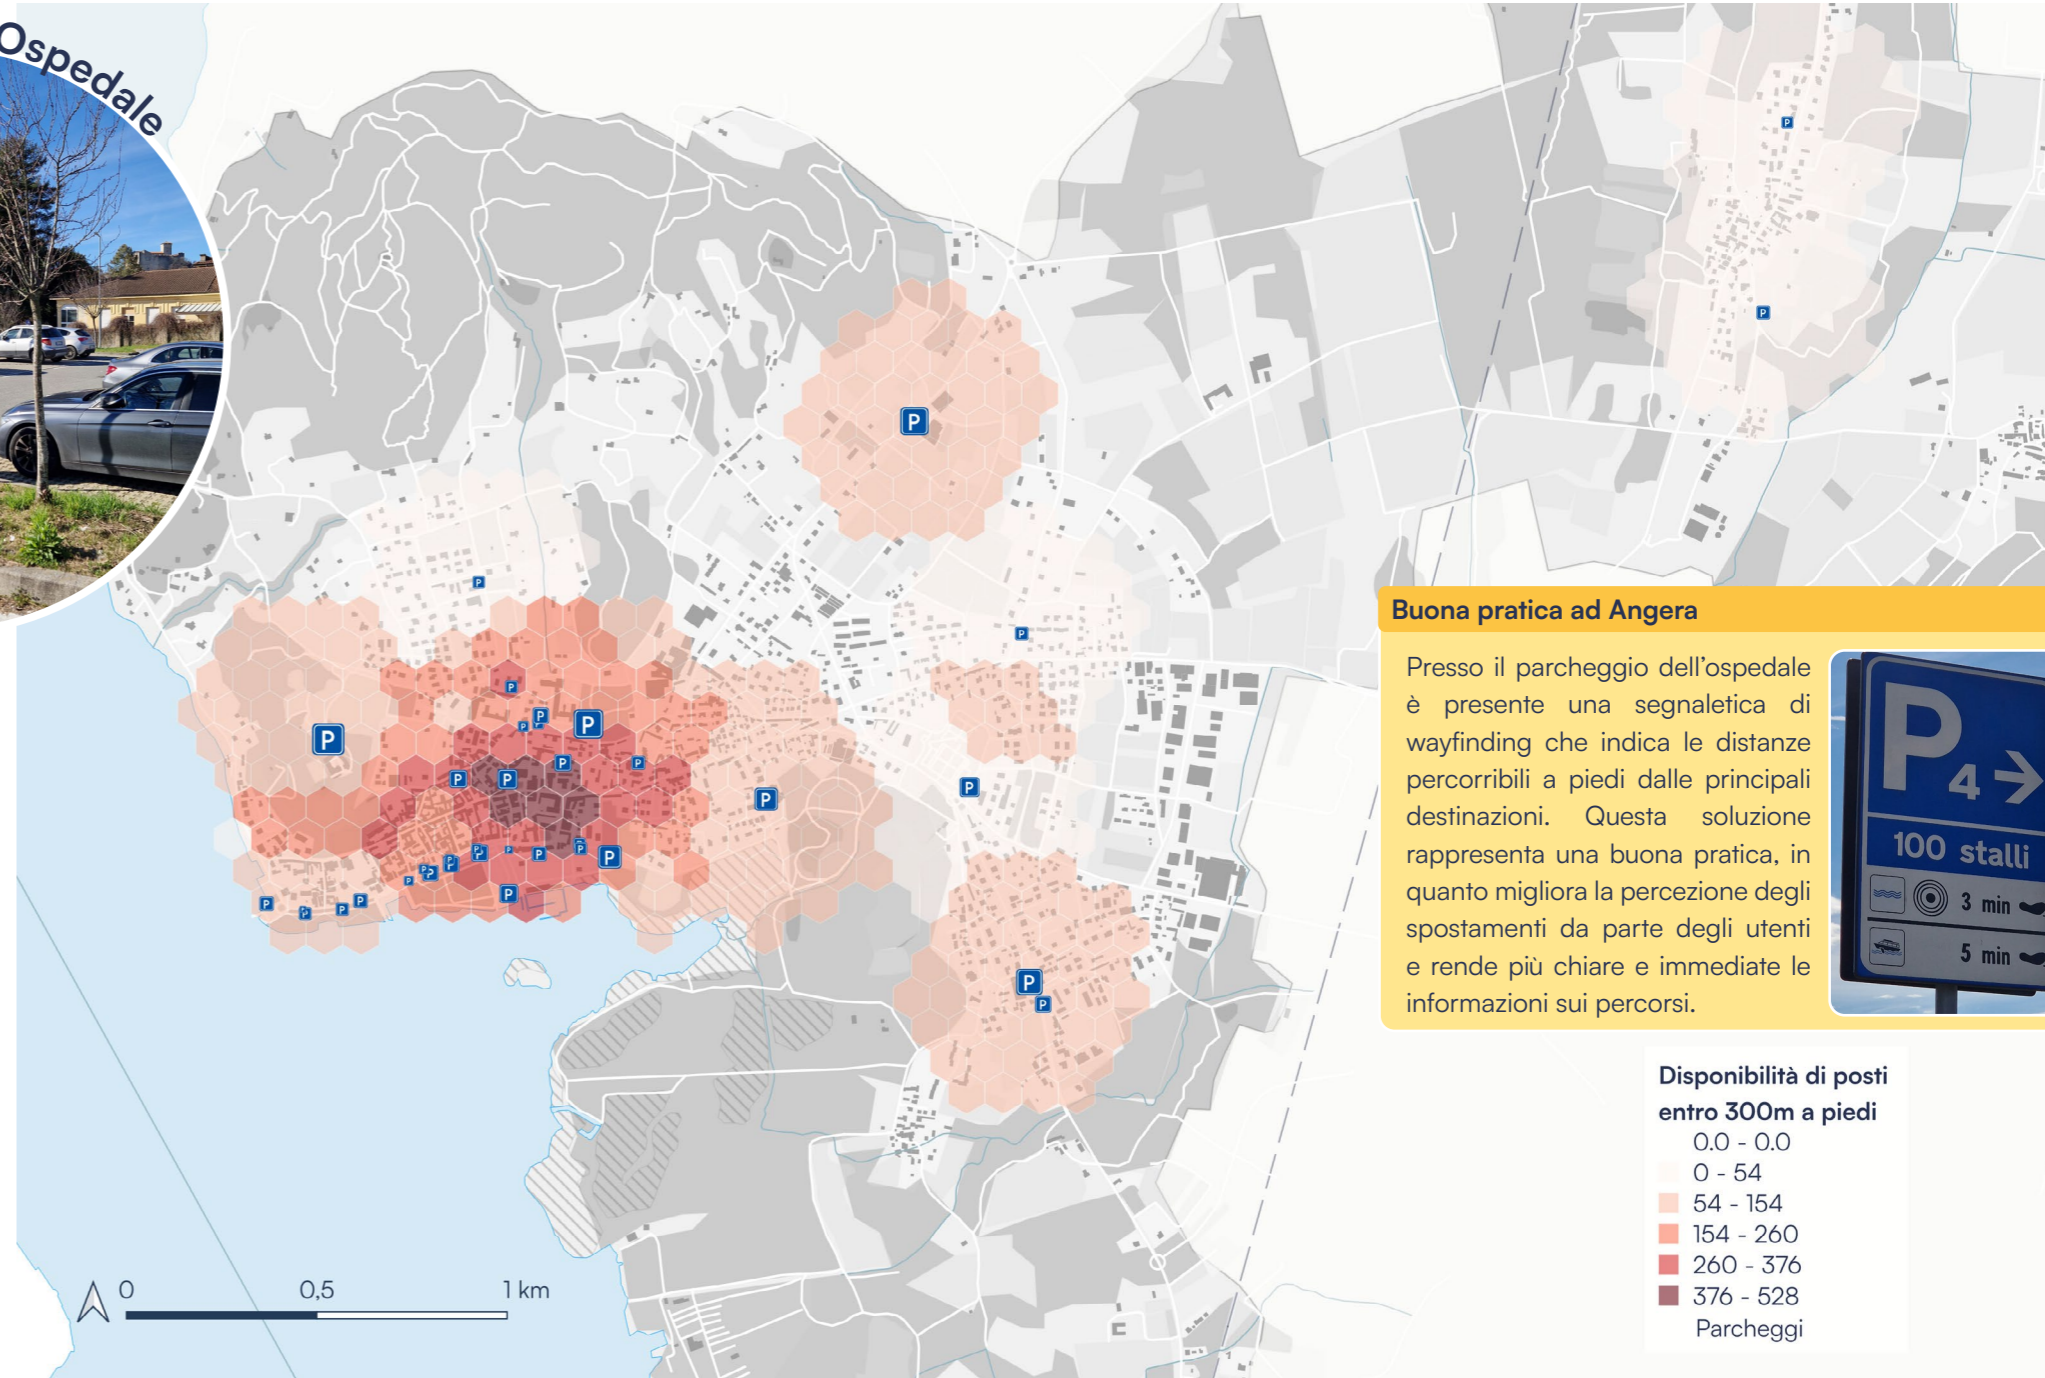 Ospedale
Buona pratica ad Angera
Presso il parcheggio dell'ospedale
è presente una segnaletica di
wayfinding che indica le distanze
percorribili a piedi dalle principali
destinazioni. Questa soluzione
rappresenta una buona pratica, in
quanto migliora la percezione degli
spostamenti da parte degli utenti
e rende più chiare e immediate le
informazioni sui percorsi.
P4
100 stalli
3 min
5 min
Disponibilità di posti
entro 300m a piedi
0.0 - 0.0
0 - 54
54 - 154
154 - 260
260 - 376
376 - 528
Parcheggi
0 0,5 1 km